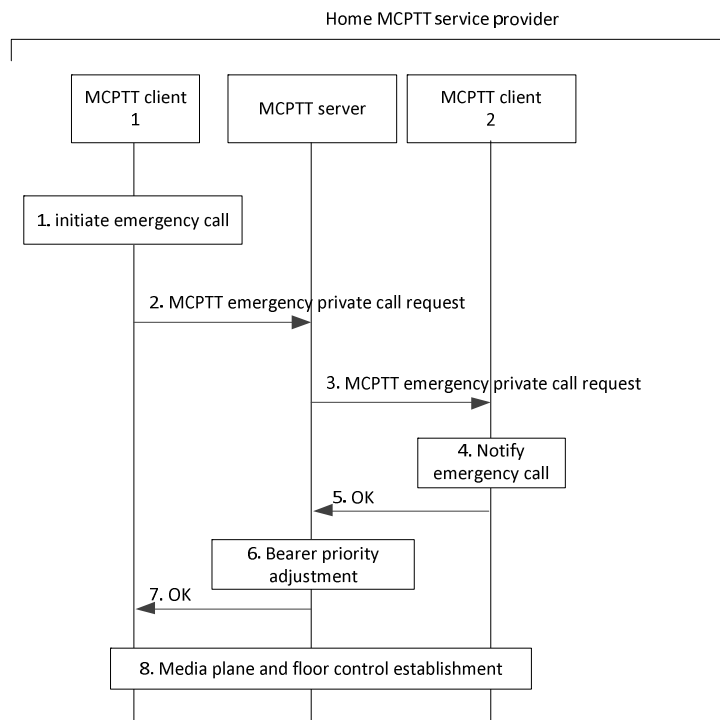 Home MCPTT service provider
MCPTT client
1
MCPTT server
MCPTT client
2
1. initiate emergency call
2. MCPTT emergency private call request
3. MCPTT emergency private call request
4. Notify
emergency call
5. OK
6. Bearer priority
adjustment
7. OK
8. Media plane and floor control establishment